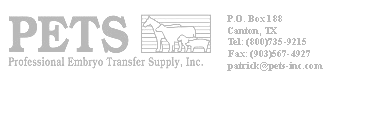 PETS
Professional Embryo Transfer Supply, Inc.
P.O. Box 188
Canton, TX
Tel: (800)735-9215
Fax: (903)567-4927
patrick@pets-inc.com